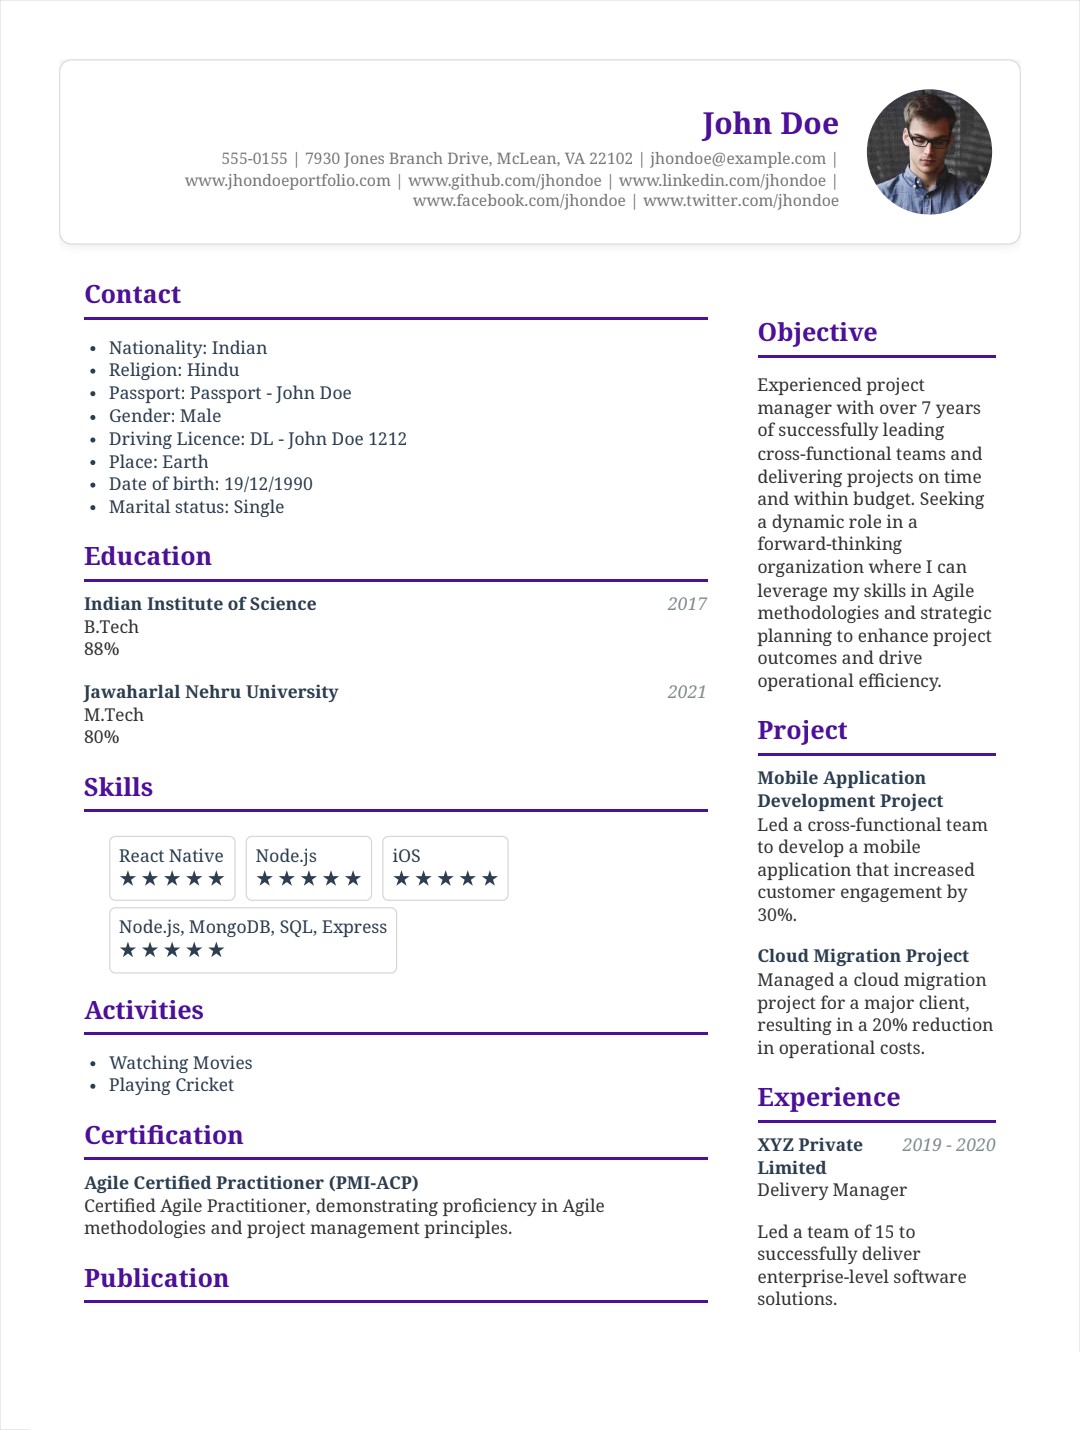 John Doe
555-0155 | 7930 Jones Branch Drive, McLean, VA 22102 | jhondoe@example.com |
www.jhondoeportfolio.com | www.github.com/jhondoe | www.linkedin.com/jhondoe |
www.facebook.com/jhondoe | www.twitter.com/jhondoe
Contact
• Nationality: Indian
• Religion: Hindu
• Passport: Passport - John Doe
• Gender: Male
• Driving Licence: DL - John Doe 1212
• Place: Earth
• Date of birth: 19/12/1990
• Marital status: Single
Education
Indian Institute of Science 2017
B.Tech
88%
Jawaharlal Nehru University 2021
M.Tech
80%
Skills
React Native
★★★★★
Node.js
★★★★★
iOS
★★★★★
Node.js, MongoDB, SQL, Express
★★★★★
Activities
• Watching Movies
• Playing Cricket
Certification
Agile Certified Practitioner (PMI-ACP)
Certified Agile Practitioner, demonstrating proficiency in Agile
methodologies and project management principles.
Publication
Objective
Experienced project
manager with over 7 years
of successfully leading
cross-functional teams and
delivering projects on time
and within budget. Seeking
a dynamic role in a
forward-thinking
organization where I can
leverage my skills in Agile
methodologies and strategic
planning to enhance project
outcomes and drive
operational efficiency.
Project
Mobile Application
Development Project
Led a cross-functional team
to develop a mobile
application that increased
customer engagement by
30%.
Cloud Migration Project
Managed a cloud migration
project for a major client,
resulting in a 20% reduction
in operational costs.
Experience
XYZ Private 2019 - 2020
Limited
Delivery Manager
Led a team of 15 to
successfully deliver
enterprise-level software
solutions.